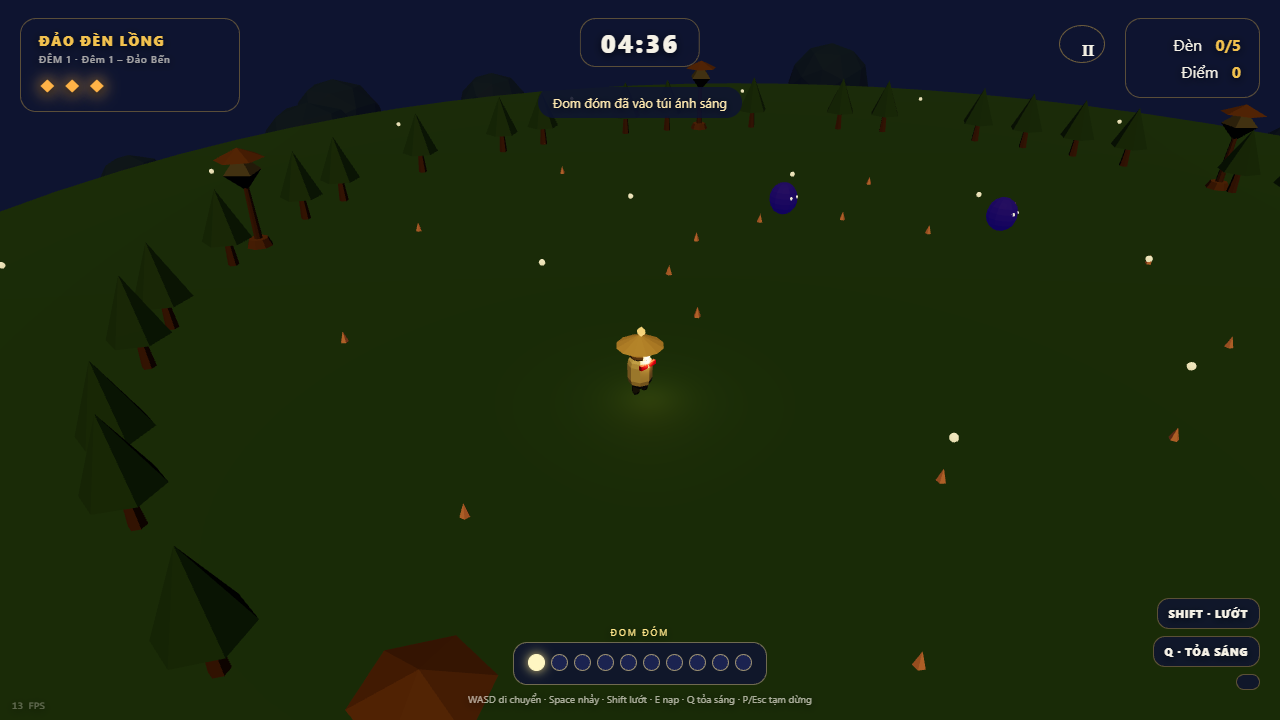 ĐẢO ĐÈN LỒNG
ĐÊM 1 · Đêm 1 – Đảo Bến
04:36
II
Đèn 0/5
Điểm 0
Đom đóm đã vào túi ánh sáng
SHIFT · LƯỚT
Q · TỎA SÁNG
ĐOM ĐÓM
WASD di chuyển · Space nhảy · Shift lướt · E nạp · Q tỏa sáng · P/Esc tạm dừng
13 FPS